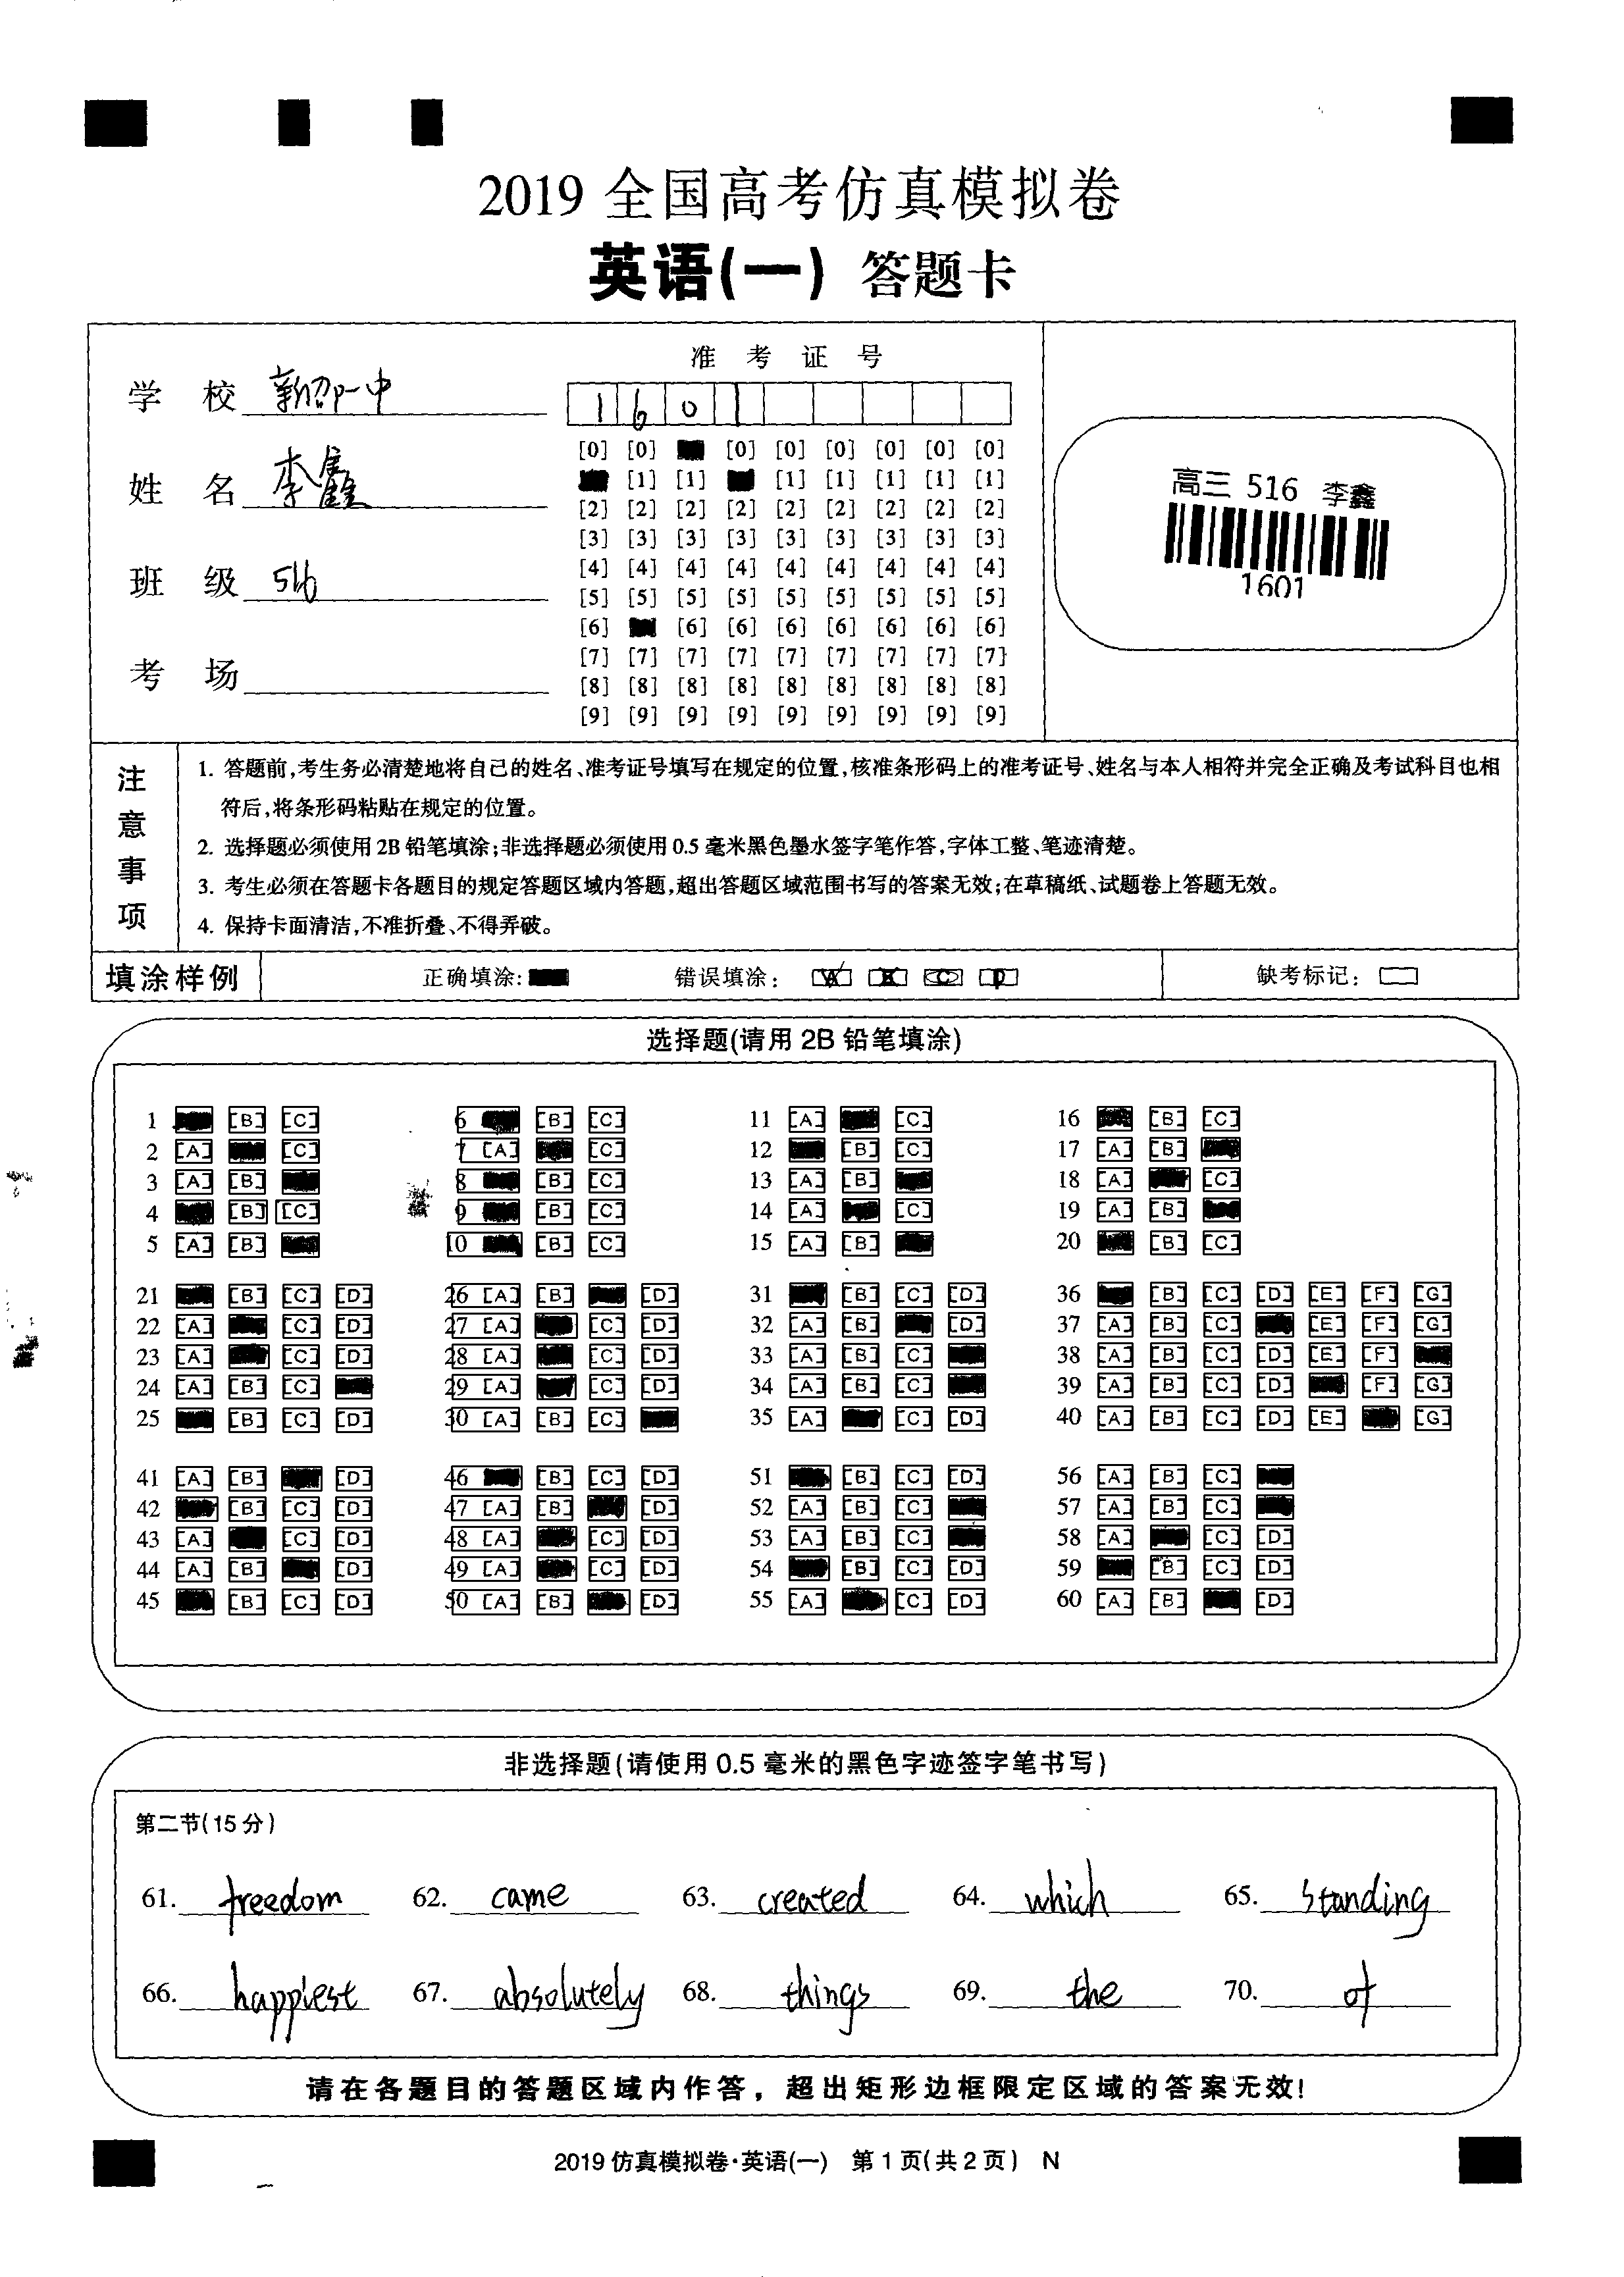 2019 全国高考仿真模拟卷
英语(一) 答题卡
学 校 新邵一中
姓 名 李鑫
班 级 516
考 场
准 考 证 号
1 6 0 1
[0] [0] [0] [0] [0] [0] [0] [0]
[1] [1] [1] [1] [1] [1] [1]
[2] [2] [2] [2] [2] [2] [2] [2] [2]
[3] [3] [3] [3] [3] [3] [3] [3] [3]
[4] [4] [4] [4] [4] [4] [4] [4] [4]
[5] [5] [5] [5] [5] [5] [5] [5] [5]
[6] [6] [6] [6] [6] [6] [6] [6]
[7] [7] [7] [7] [7] [7] [7] [7] [7]
[8] [8] [8] [8] [8] [8] [8] [8] [8]
[9] [9] [9] [9] [9] [9] [9] [9] [9]
高三 516 李鑫
1601
注意事项
1. 答题前,考生务必清楚地将自己的姓名、准考证号填写在规定的位置,核准条形码上的准考证号、姓名与本人相符并完全正确及考试科目也相
符后,将条形码粘贴在规定的位置。
2. 选择题必须使用2B铅笔填涂;非选择题必须使用0.5毫米黑色墨水签字笔作答,字体工整、笔迹清楚。
3. 考生必须在答题卡各题目的规定答题区域内答题,超出答题区域范围书写的答案无效;在草稿纸、试题卷上答题无效。
4. 保持卡面清洁,不准折叠、不得弄破。
填涂样例 正确填涂: 错误填涂: A B C D 缺考标记:
选择题(请用 2B 铅笔填涂)
1 [B] [C] 6 [B] [C] 11 [A] [C] 16 [B] [C]
2 [A] [C] 7 [A] [C] 12 [B] [C] 17 [A] [B]
3 [A] [B] 8 [B] [C] 13 [A] [B] 18 [A] [C]
4 [B] [C] 9 [B] [C] 14 [A] [C] 19 [A] [B]
5 [A] [B] 10 [B] [C] 15 [A] [B] 20 [B] [C]
21 [B] [C] [D] 26 [A] [B] [D] 31 [B] [C] [D] 36 [B] [C] [D] [E] [F] [G]
22 [A] [C] [D] 27 [A] [C] [D] 32 [A] [B] [D] 37 [A] [B] [C] [E] [F] [G]
23 [A] [C] [D] 28 [A] [C] [D] 33 [A] [B] [C] 38 [A] [B] [C] [D] [E] [F]
24 [A] [B] [C] 29 [A] [C] [D] 34 [A] [B] [C] 39 [A] [B] [C] [D] [F] [G]
25 [B] [C] [D] 30 [A] [B] [C] 35 [A] [C] [D] 40 [A] [B] [C] [D] [E] [G]
41 [A] [B] [D] 46 [B] [C] [D] 51 [B] [C] [D] 56 [A] [B] [C]
42 [B] [C] [D] 47 [A] [B] [D] 52 [A] [B] [C] 57 [A] [B] [C]
43 [A] [C] [D] 48 [A] [C] [D] 53 [A] [B] [C] 58 [A] [C] [D]
44 [A] [B] [D] 49 [A] [C] [D] 54 [B] [C] [D] 59 [B] [C] [D]
45 [B] [C] [D] 50 [A] [B] [D] 55 [A] [C] [D] 60 [A] [B] [D]
非选择题(请使用 0.5 毫米的黑色字迹签字笔书写)
第二节(15 分)
61. freedom 62. came 63. created 64. which 65. standing
66. happiest 67. absolutely 68. things 69. the 70. of
请在各题目的答题区域内作答，超出矩形边框限定区域的答案无效!
2019 仿真模拟卷·英语(一) 第 1 页(共 2 页) N